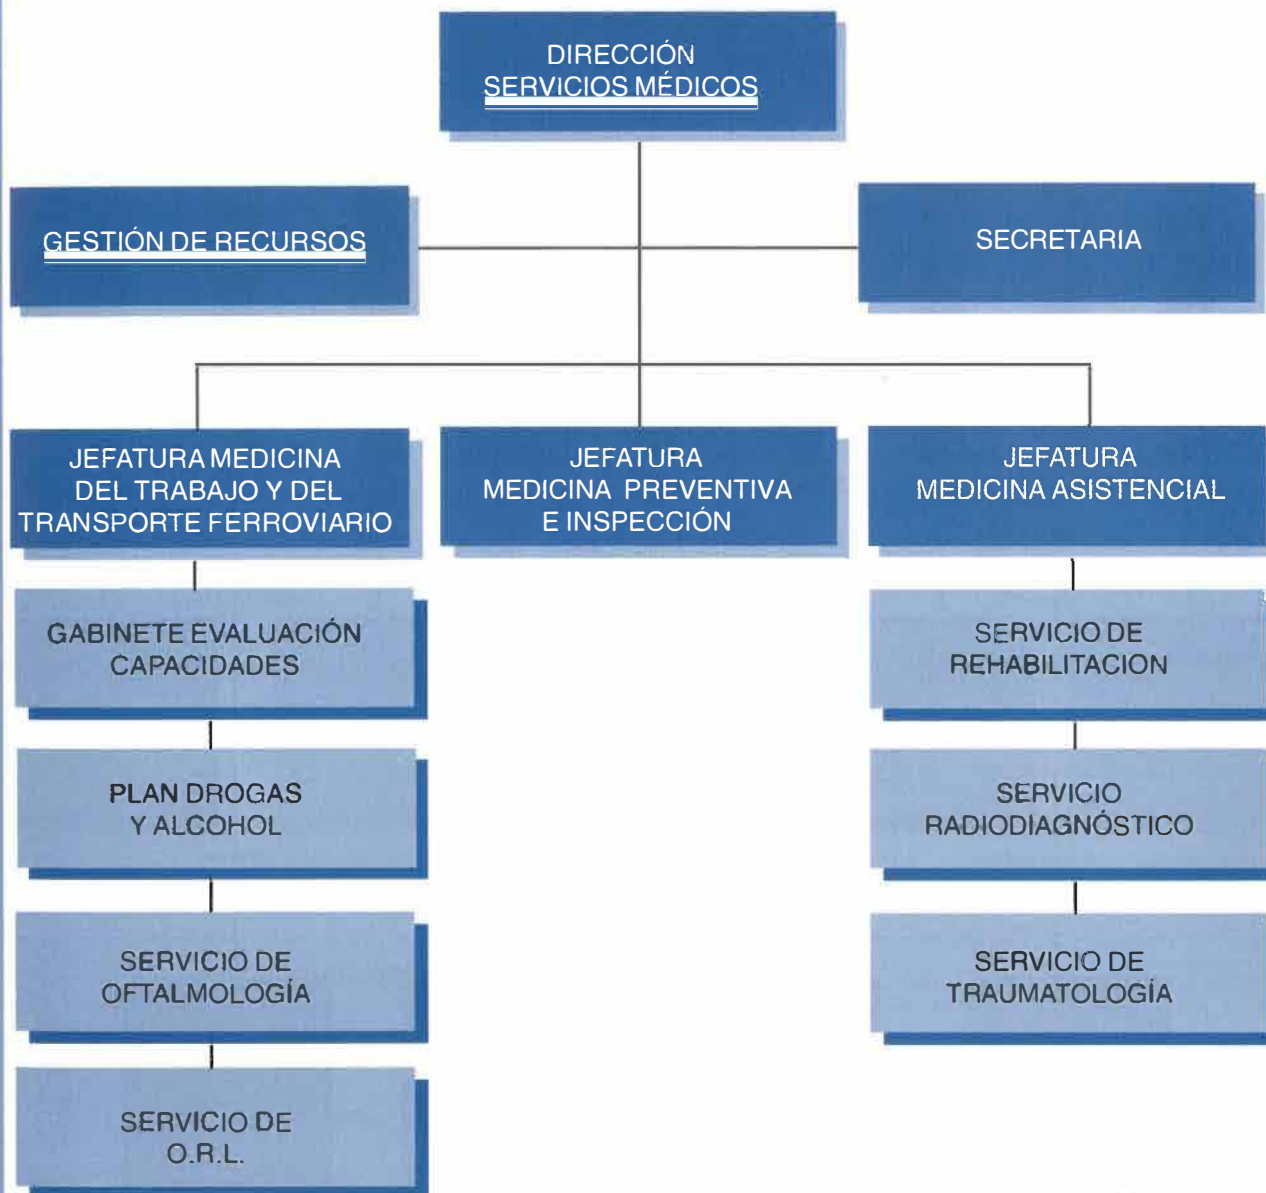 DIRECCIÓN
SERVICIOS MÉDICOS
GESTIÓN DE RECURSOS
SECRETARIA
JEFATURA MEDICINA
DEL TRABAJO Y DEL
TRANSPORTE FERROVIARIO
JEFATURA
MEDICINA PREVENTIVA
E INSPECCIÓN
JEFATURA
MEDICINA ASISTENCIAL
GABINETE EVALUACIÓN
CAPACIDADES
PLAN DROGAS
Y ALCOHOL
SERVICIO DE
OFTALMOLOGÍA
SERVICIO DE
O.R.L.
SERVICIO DE
REHABILITACION
SERVICIO
RADIODIAGNÓSTICO
SERVICIO DE
TRAUMATOLOGÍA